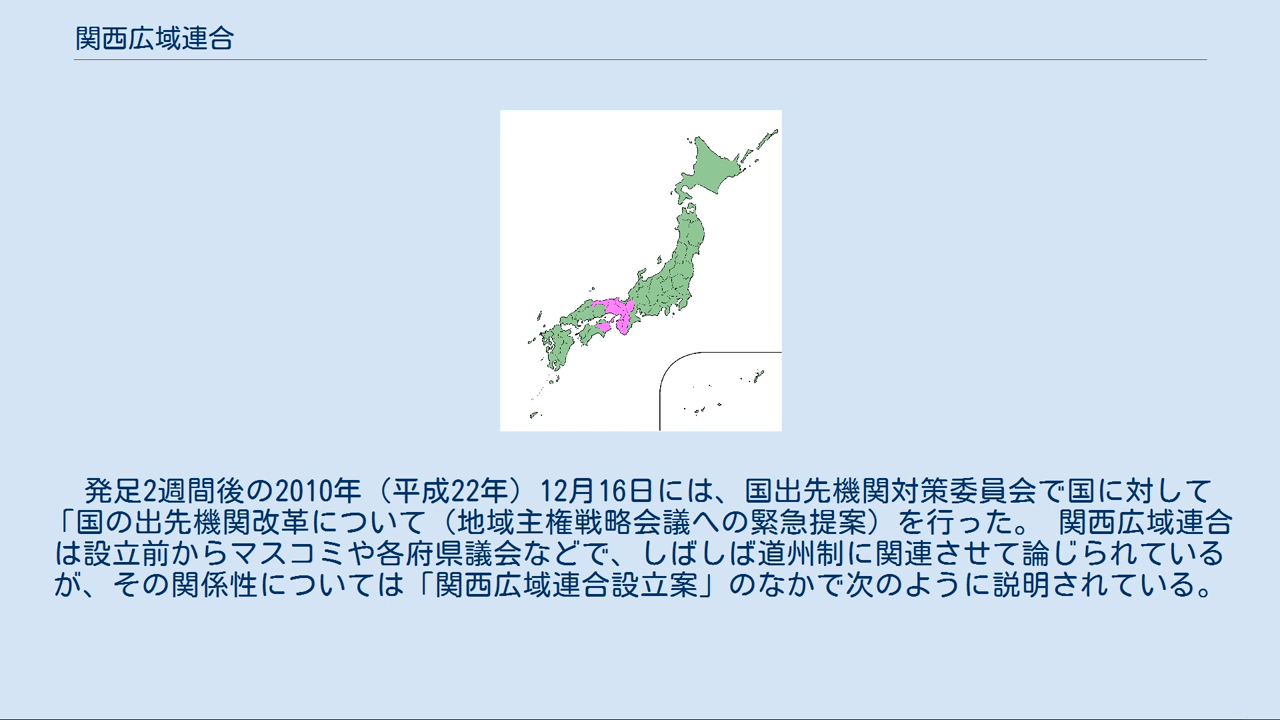 関西広域連合
発足2週間後の2010年（平成22年）12月16日には、国出先機関対策委員会で国に対して
「国の出先機関改革について（地域主権戦略会議への緊急提案）を行った。 関西広域連合
は設立前からマスコミや各府県議会などで、しばしば道州制に関連させて論じられている
が、その関係性については「関西広域連合設立案」のなかで次のように説明されている。